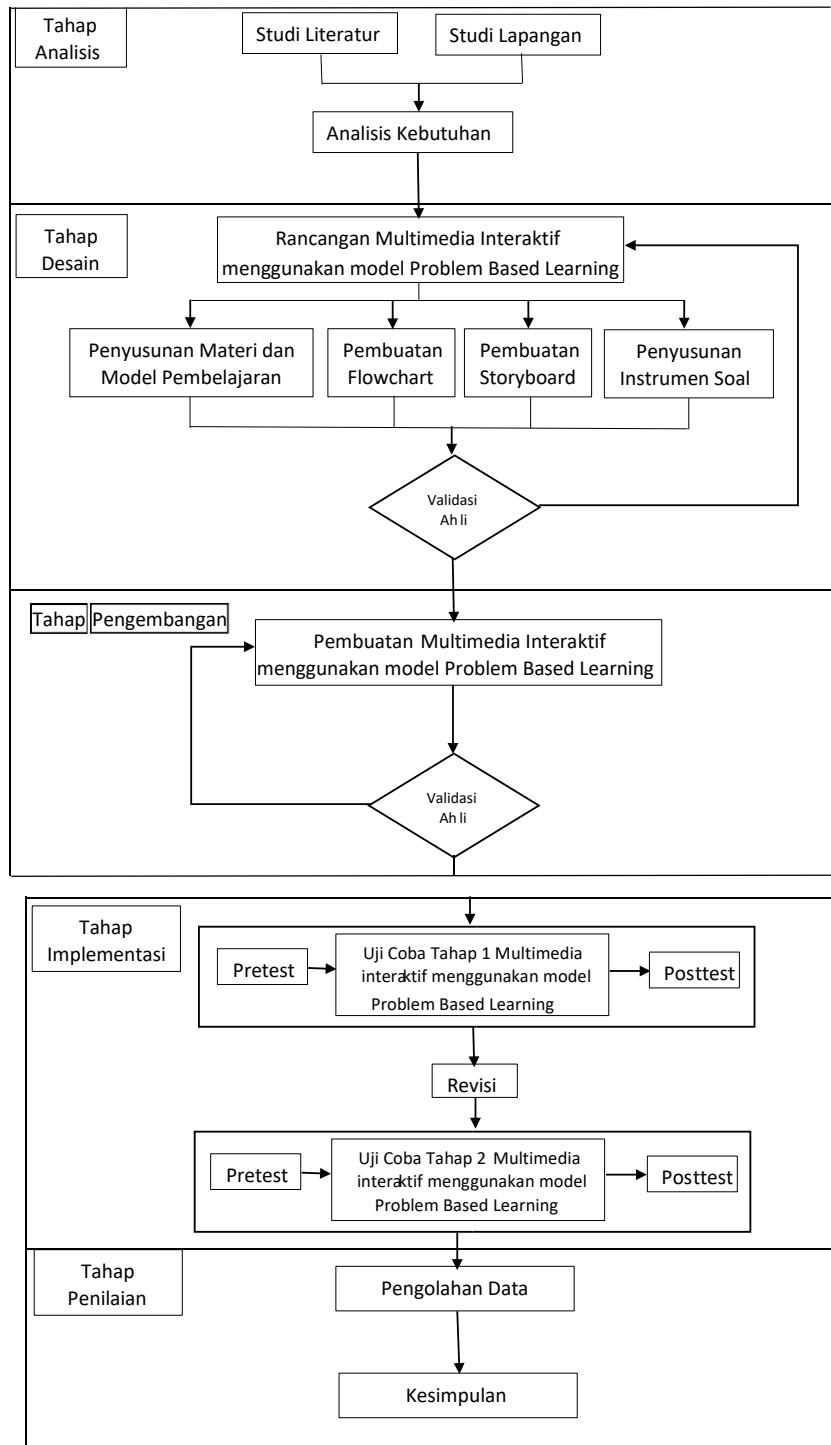 Tahap
Analisis
Studi Literatur
Studi Lapangan
Analisis Kebutuhan
Tahap
Desain
Rancangan Multimedia Interaktif
menggunakan model Problem Based Learning
Penyusunan Materi dan
Model Pembelajaran
Pembuatan
Flowchart
Pembuatan
Storyboard
Penyusunan
Instrumen Soal
Validasi
Ahli
Tahap Pengembangan
Pembuatan Multimedia Interaktif
menggunakan model Problem Based Learning
Validasi
Ahli
Tahap
Implementasi
Pretest
Uji Coba Tahap 1 Multimedia
interaktif menggunakan model
Problem Based Learning
Posttest
Revisi
Pretest
Uji Coba Tahap 2 Multimedia
interaktif menggunakan model
Problem Based Learning
Posttest
Tahap
Penilaian
Pengolahan Data
Kesimpulan